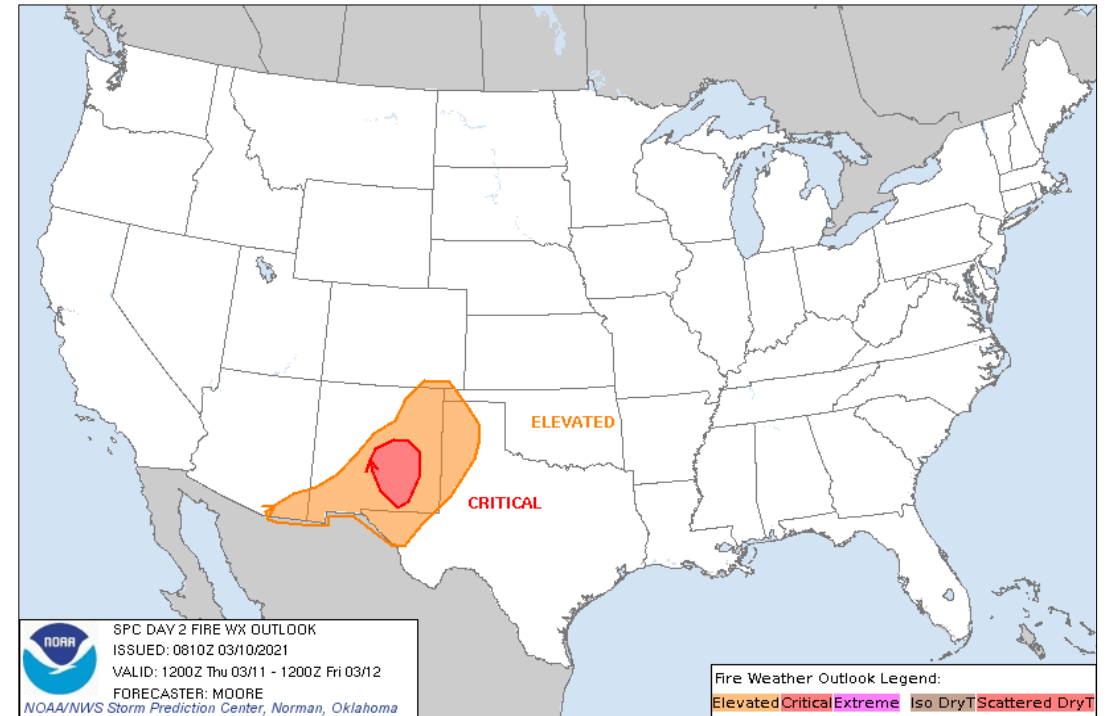 ELEVATED
CRITICAL
NOAA
SPC DAY 2 FIRE WX OUTLOOK
ISSUED: 0810Z 03/10/2021
VALID: 1200Z Thu 03/11 - 1200Z Fri 03/12
FORECASTER: MOORE
NOAA/NWS Storm Prediction Center, Norman, Oklahoma
Fire Weather Outlook Legend:
Elevated Critical Extreme Iso DryT Scattered DryT